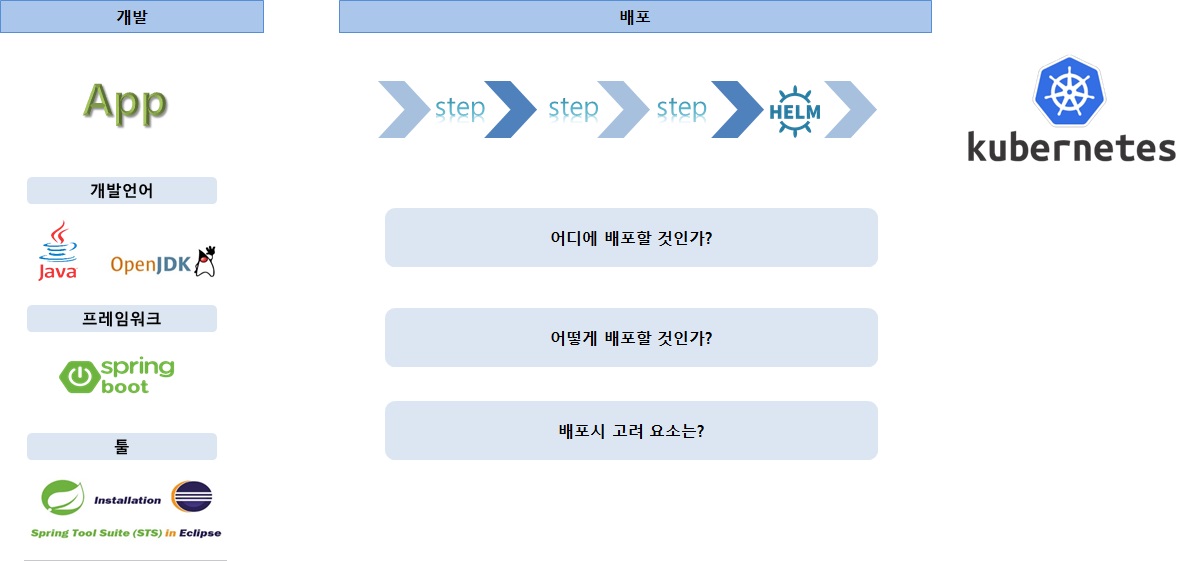 개발
배포
App
step
step
step
HELM
kubernetes
개발언어
Java
OpenJDK
프레임워크
spring
boot
툴
Installation
Spring Tool Suite (STS) in Eclipse
어디에 배포할 것인가?
어떻게 배포할 것인가?
배포시 고려 요소는?